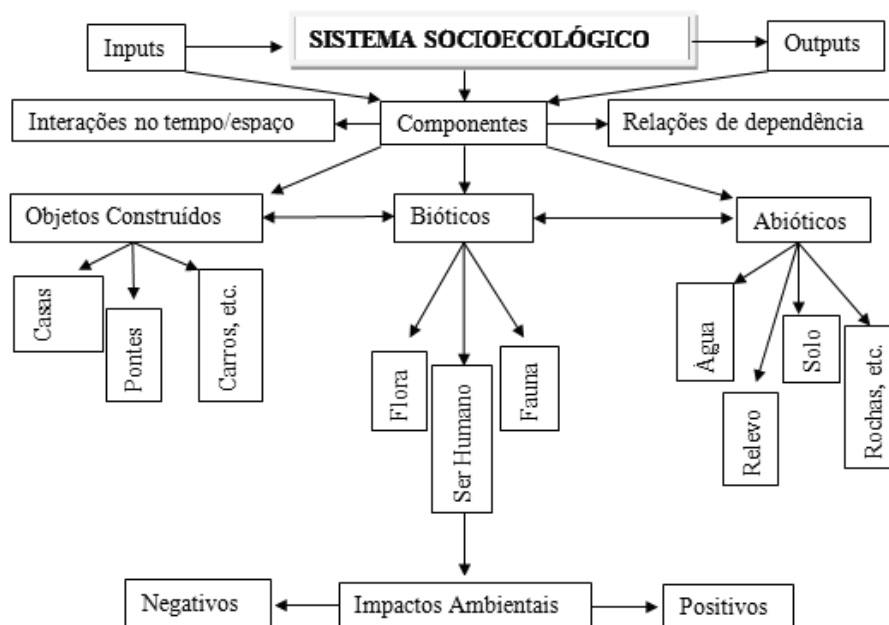 Inputs
SISTEMA SOCIOECOLÓGICO
Outputs
Interações no tempo/espaço
Componentes
Relações de dependência
Objetos Construídos
Bióticos
Abióticos
Casas
Pontes
Carros, etc.
Flora
Ser Humano
Fauna
Água
Relevo
Solo
Rochas, etc.
Negativos
Impactos Ambientais
Positivos